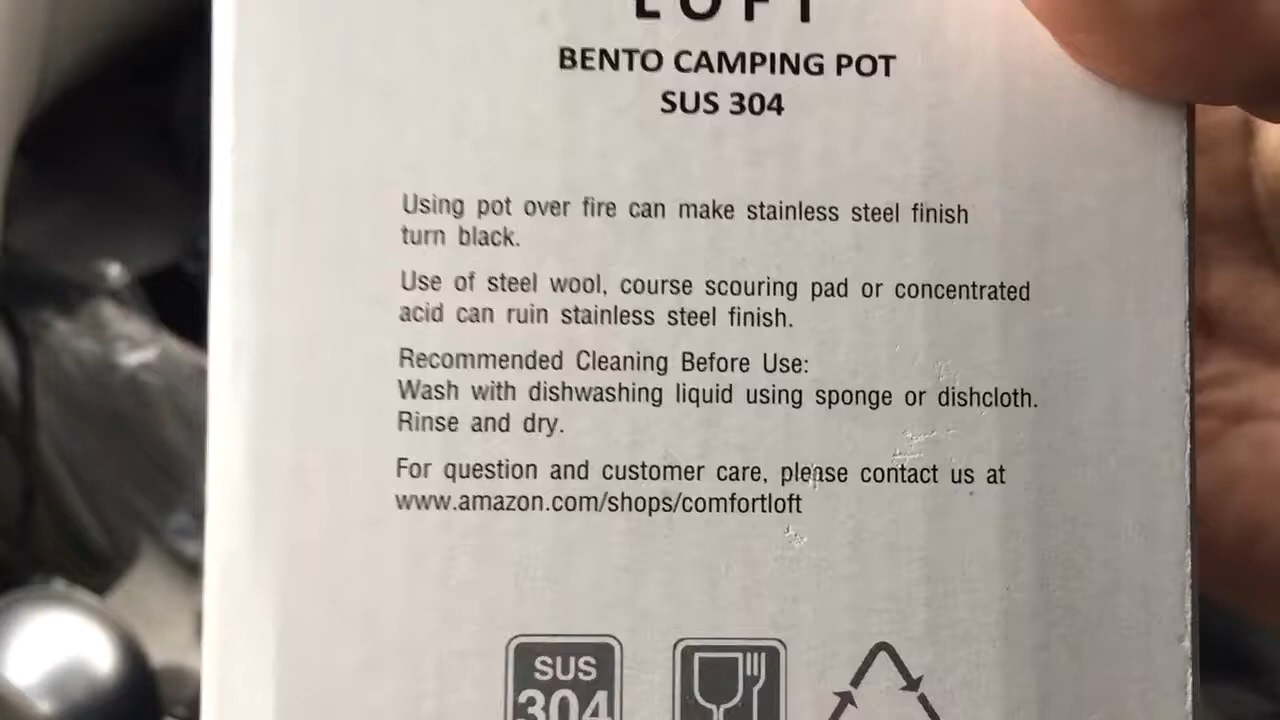 LOFT
BENTO CAMPING POT
SUS 304
Using pot over fire can make stainless steel finish
turn black.
Use of steel wool, course scouring pad or concentrated
acid can ruin stainless steel finish.
Recommended Cleaning Before Use:
Wash with dishwashing liquid using sponge or dishcloth.
Rinse and dry.
For question and customer care, please contact us at
www.amazon.com/shops/comfortloft
SUS
304